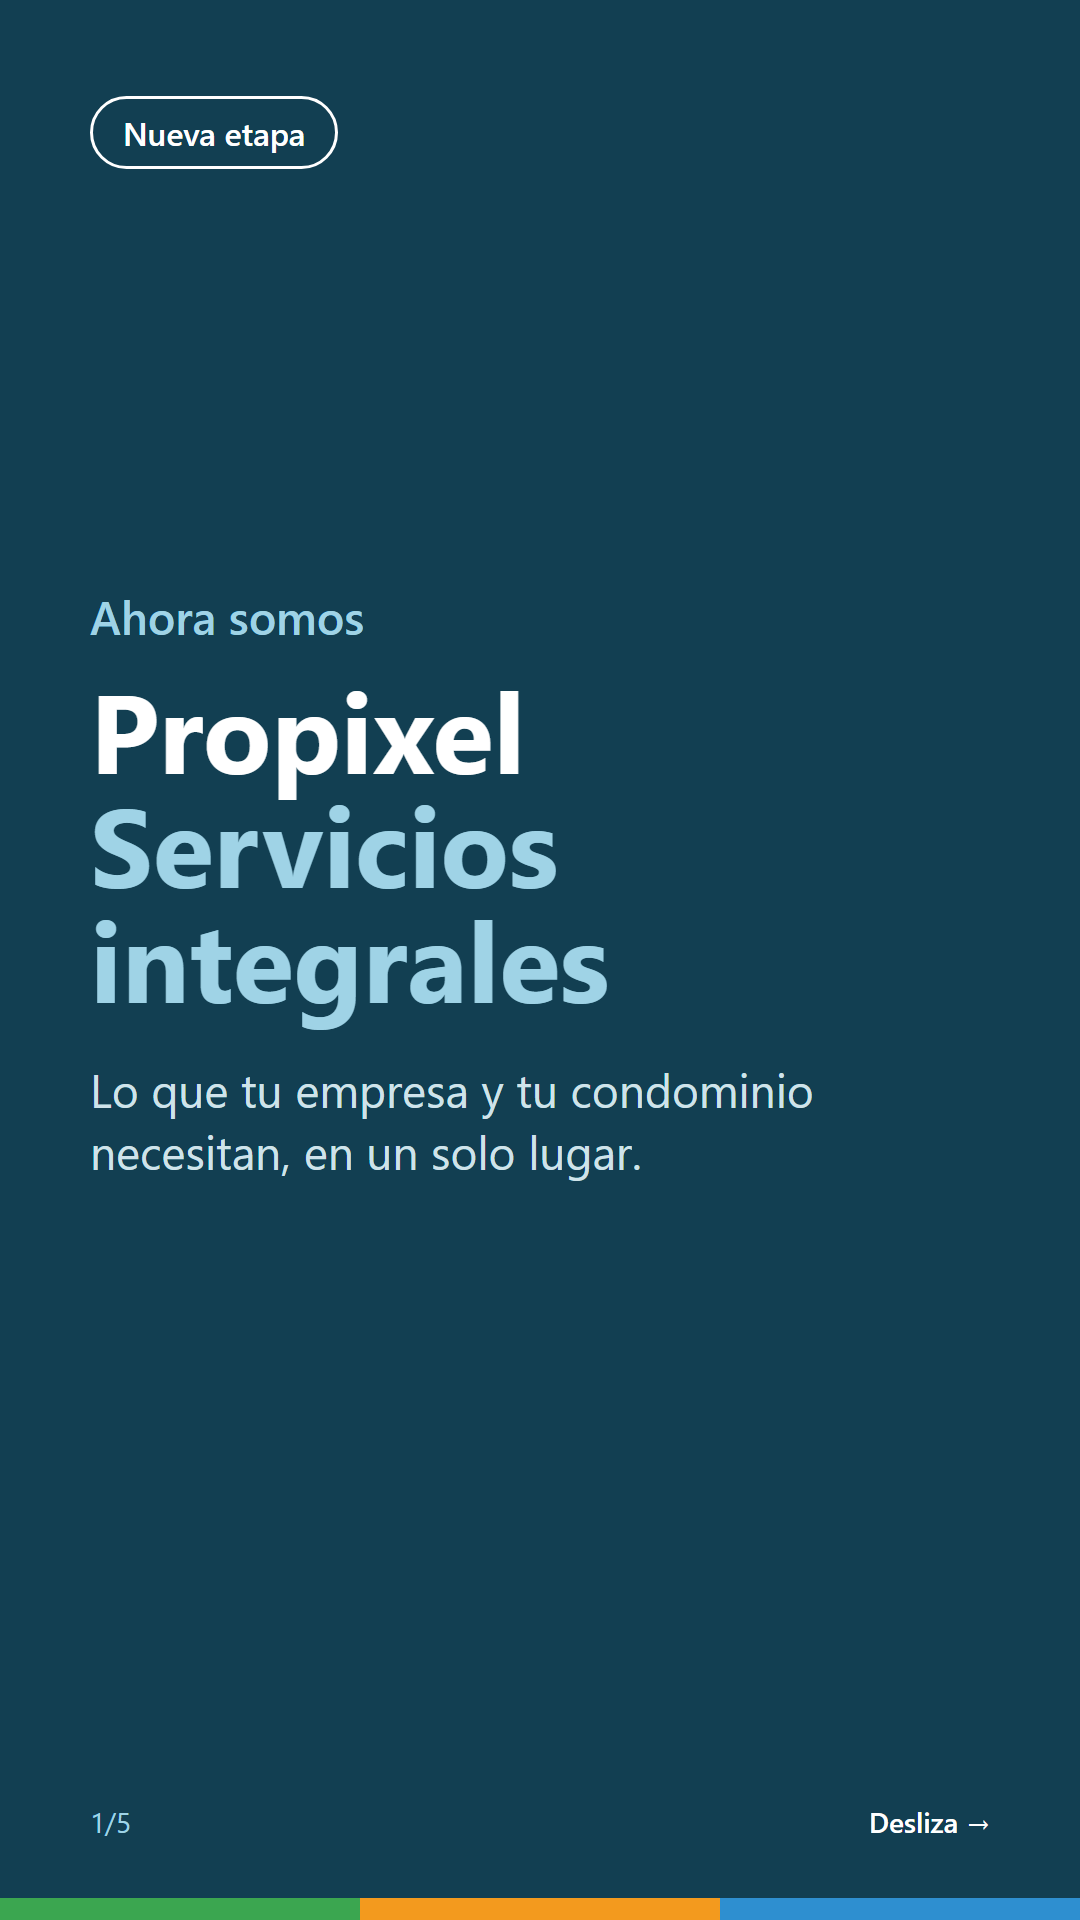 Nueva etapa
Ahora somos
Propixel
Servicios
integrales
Lo que tu empresa y tu condominio
necesitan, en un solo lugar.
1/5
Desliza →